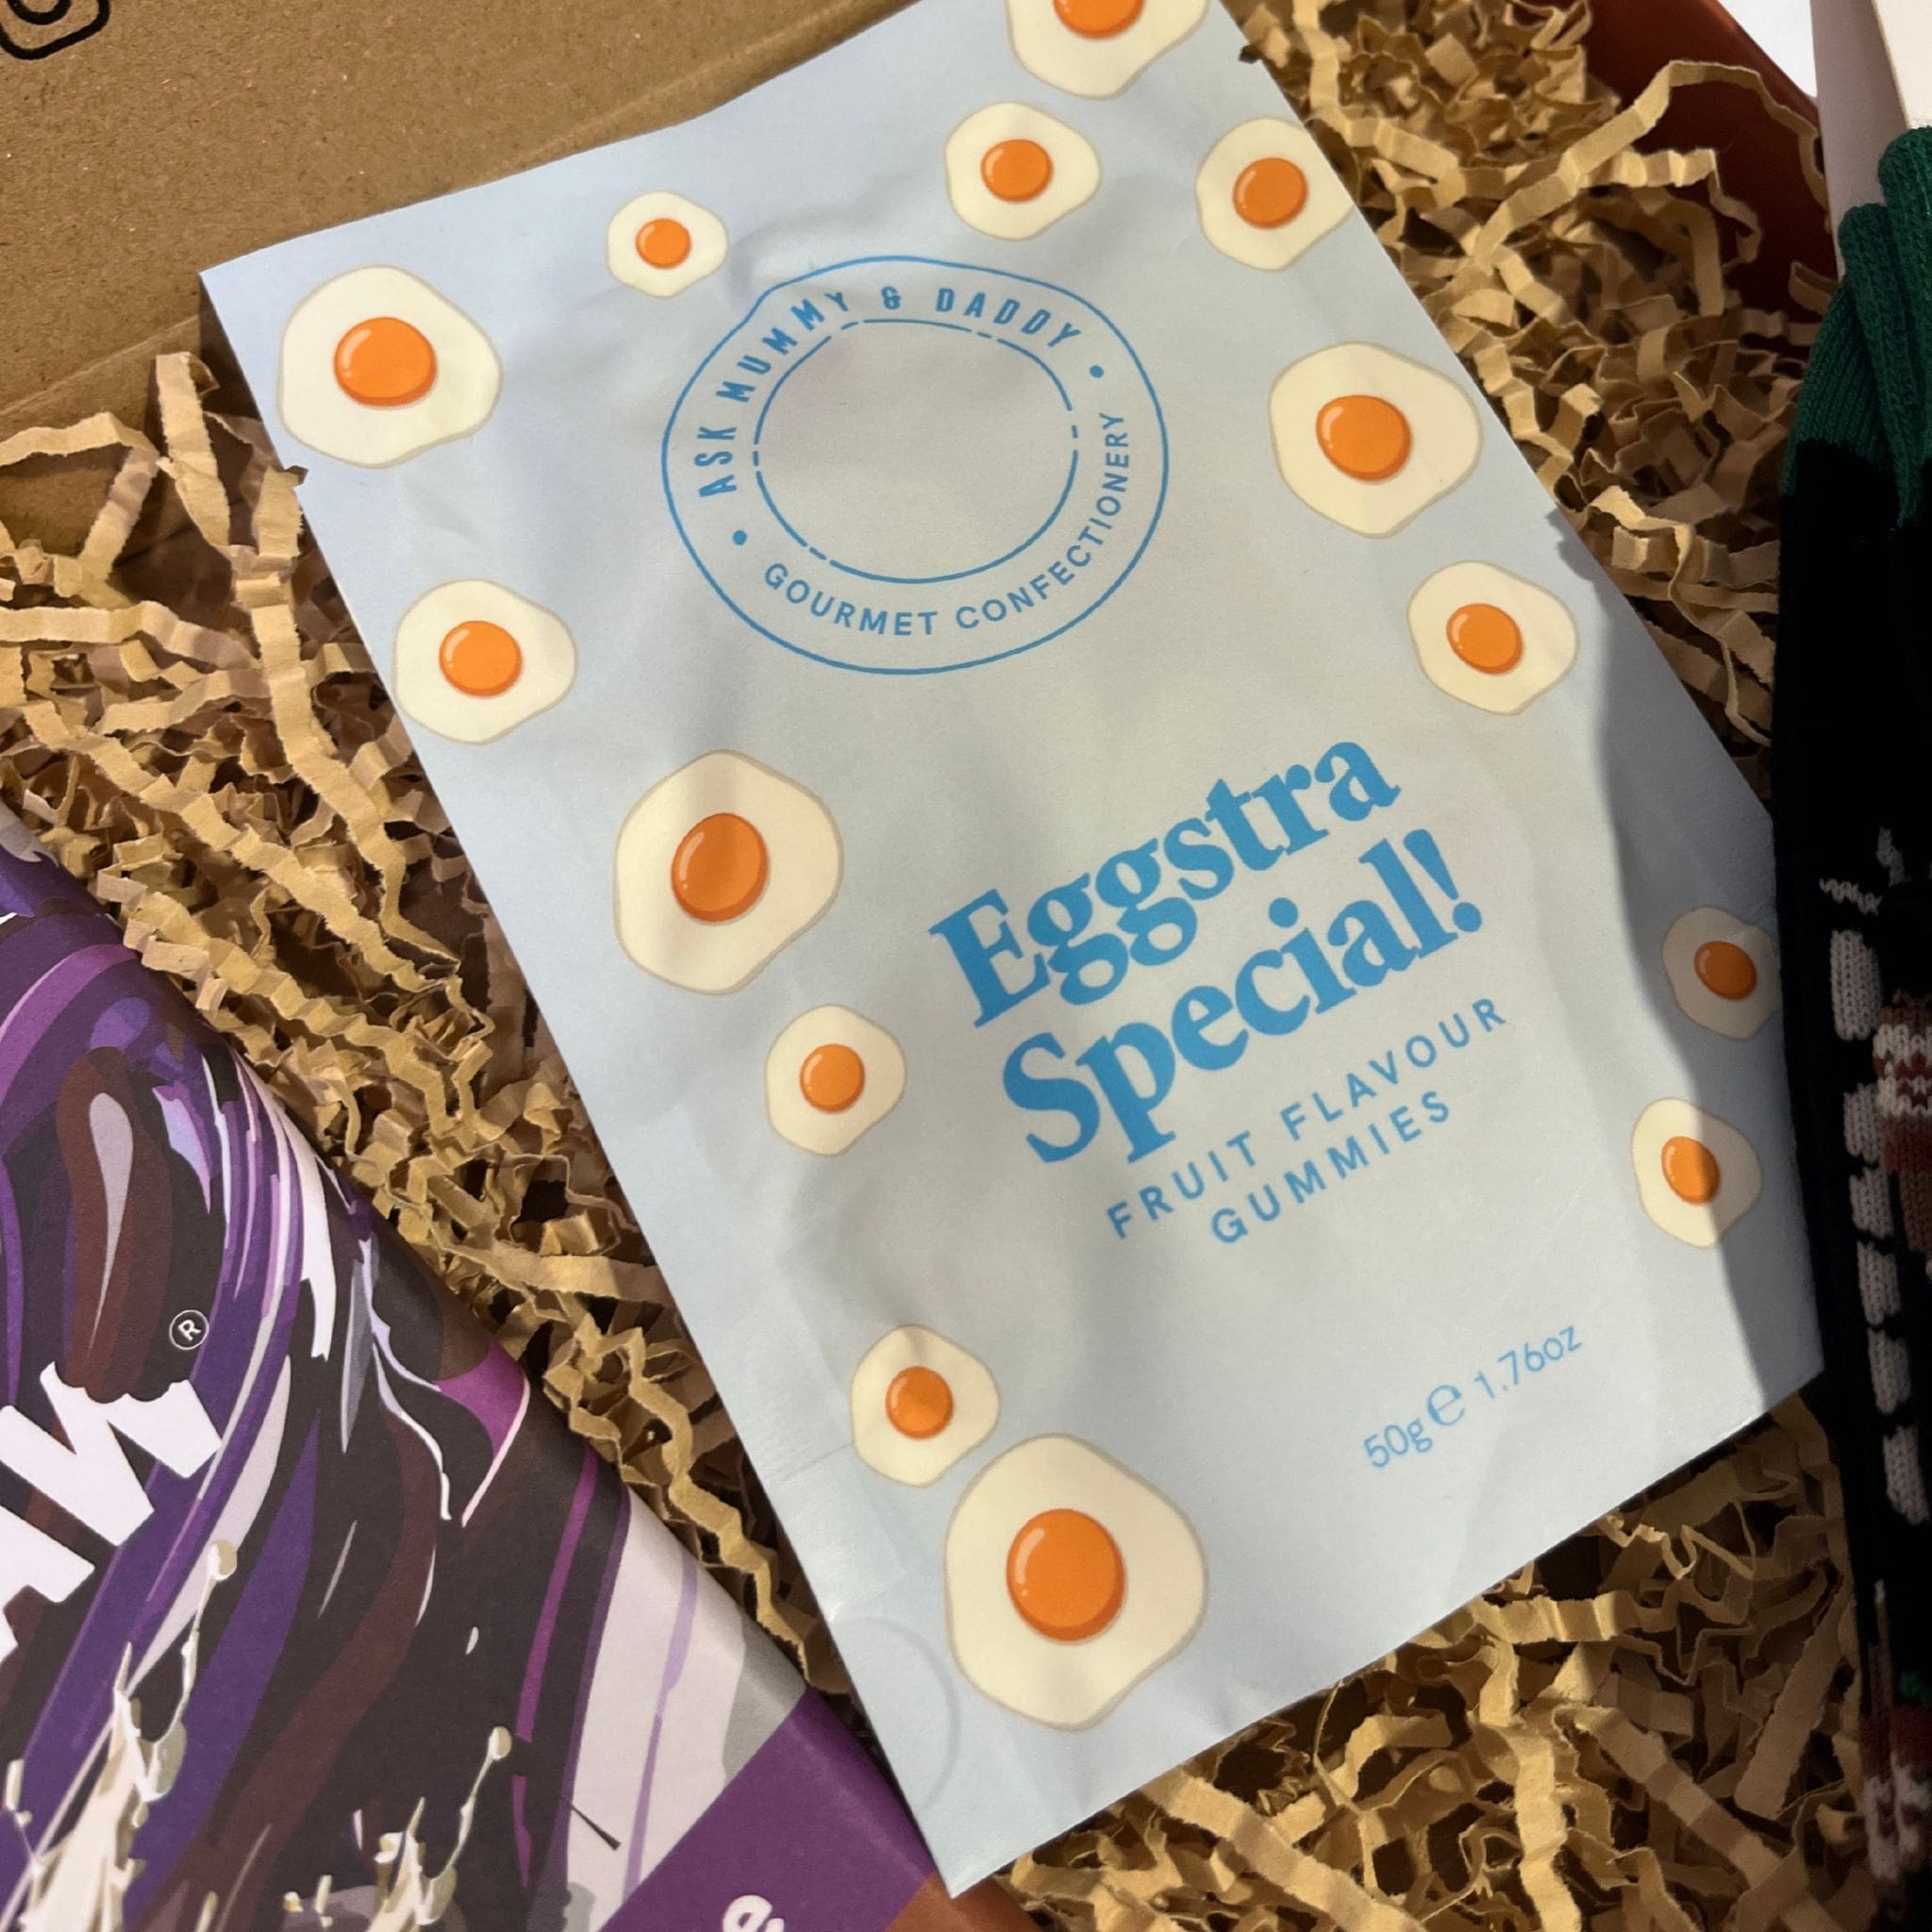 ASK MUMMY & DADDY
GOURMET CONFECTIONERY
Eggstra
Special!
FRUIT FLAVOUR
GUMMIES
50g ℮ 1.76oz
®